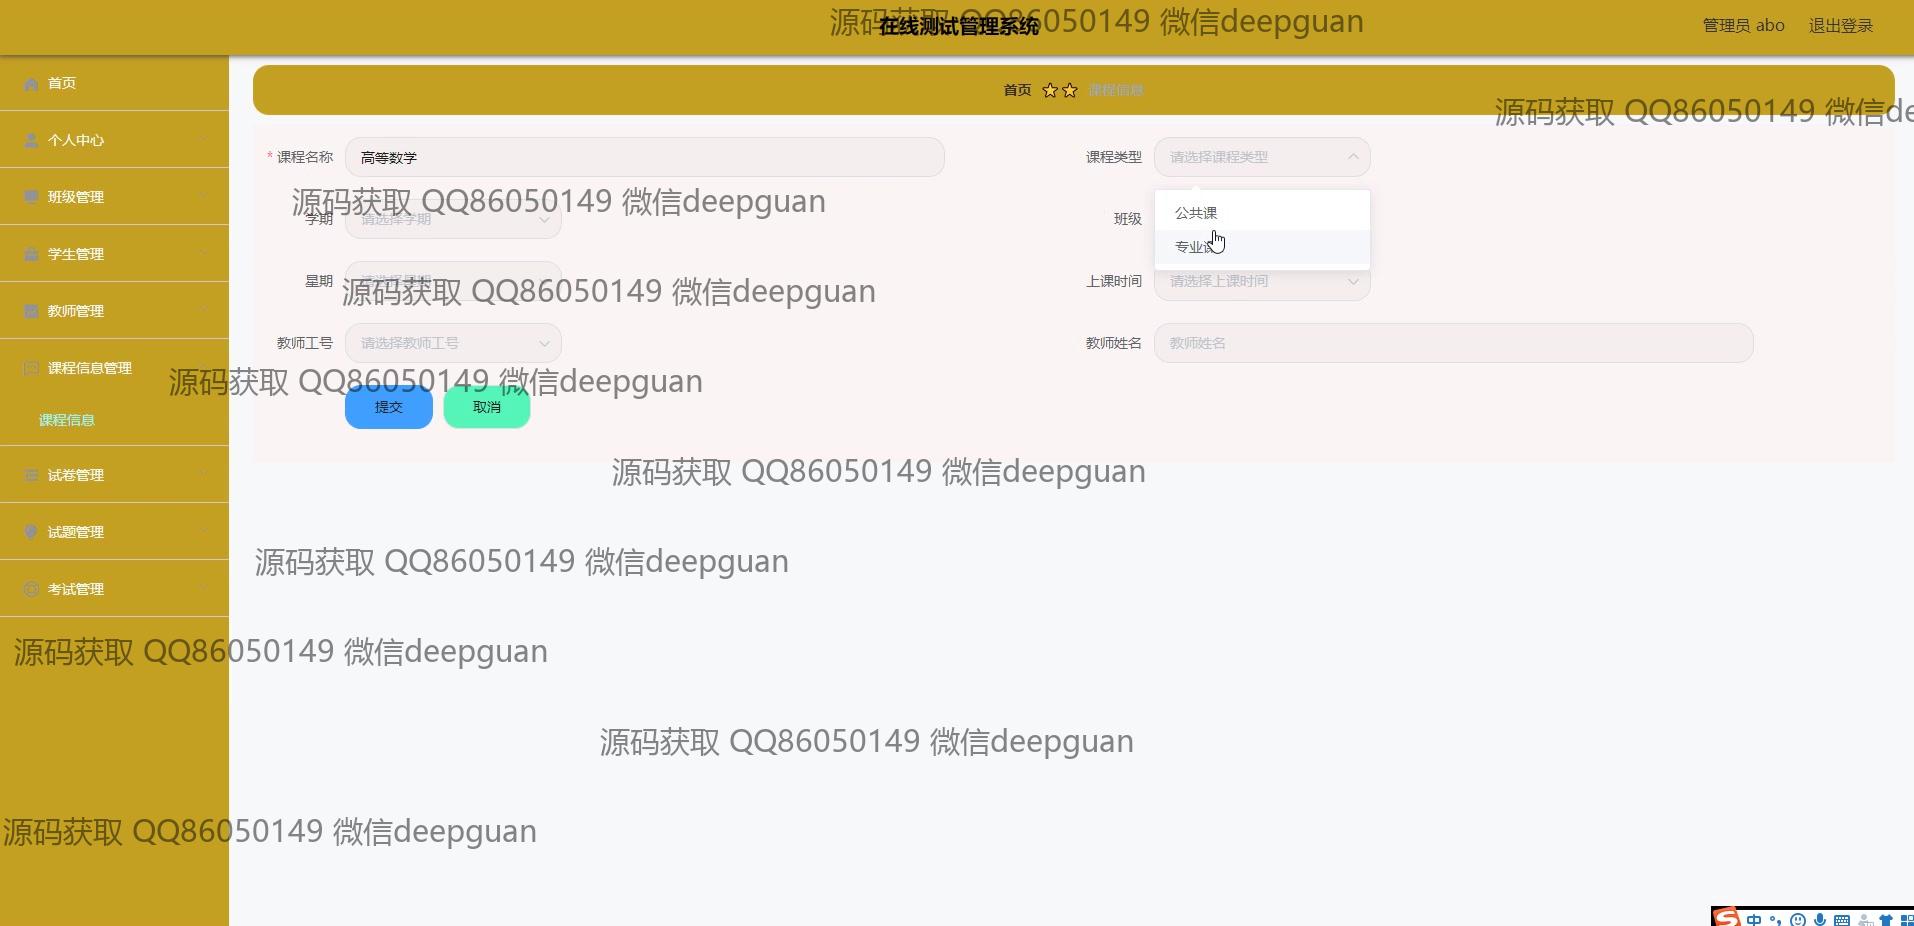 源码获取 QQ86050149 微信deepguan
在线测试管理系统
管理员 abo 退出登录
首页
首页 课程信息
源码获取 QQ86050149 微信de
个人中心
* 课程名称 高等数学
课程类型 请选择课程类型
班级管理
源码获取 QQ86050149 微信deepguan
学期 请选择学期
班级
公共课
专业课
学生管理
星期 请选择星期
上课时间 请选择上课时间
源码获取 QQ86050149 微信deepguan
教师管理
教师工号 请选择教师工号
教师姓名 教师姓名
课程信息管理
源码获取 QQ86050149 微信deepguan
提交 取消
课程信息
试卷管理
源码获取 QQ86050149 微信deepguan
试题管理
源码获取 QQ86050149 微信deepguan
考试管理
源码获取 QQ86050149 微信deepguan
源码获取 QQ86050149 微信deepguan
源码获取 QQ86050149 微信deepguan
中